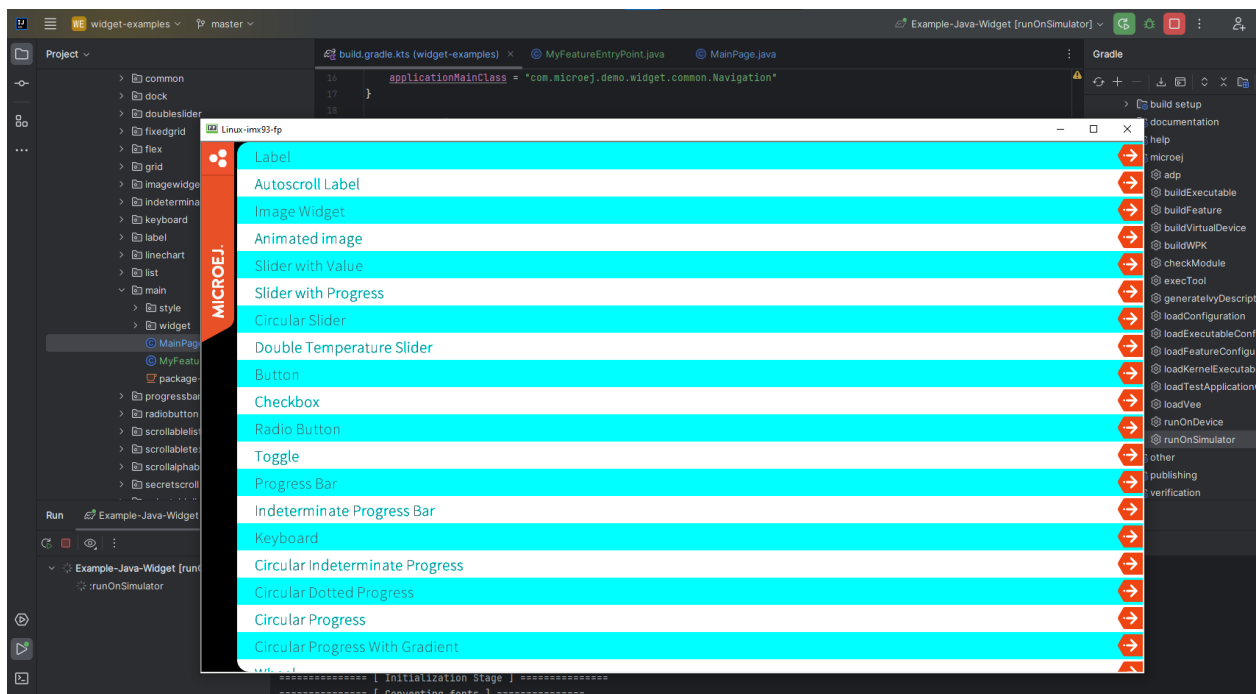 WE widget-examples master
Example-Java-Widget [runOnSimulator]
Project
build.gradle.kts (widget-examples)
MyFeatureEntryPoint.java
MainPage.java
Gradle
16 applicationMainClass = "com.microej.demo.widget.common.Navigation"
17 }
18
common
dock
doubleslider
fixedgrid
flex
grid
imagewidge
indetermina
keyboard
label
linechart
list
main
style
widget
MainPag
MyFeatu
package-
progressbar
radiobutton
scrollablelis
scrollablete
scrollalphab
secretscroll
Linux-imx93-fp
MICROEJ.
Label
Autoscroll Label
Image Widget
Animated image
Slider with Value
Slider with Progress
Circular Slider
Double Temperature Slider
Button
Checkbox
Radio Button
Toggle
Progress Bar
Indeterminate Progress Bar
Keyboard
Circular Indeterminate Progress
Circular Dotted Progress
Circular Progress
Circular Progress With Gradient
Wheel
build setup
documentation
help
microej
adp
buildExecutable
buildFeature
buildVirtualDevice
buildWPK
checkModule
execTool
generateIvyDescript
loadConfiguration
loadExecutableConf
loadFeatureConfigu
loadKernelExecutab
loadTestApplication
loadVee
runOnDevice
runOnSimulator
other
publishing
verification
Run Example-Java-Widget
Example-Java-Widget [run
:runOnSimulator
=============== [ Initialization Stage ] ===============
=============== [ Converting fonts ] ===============